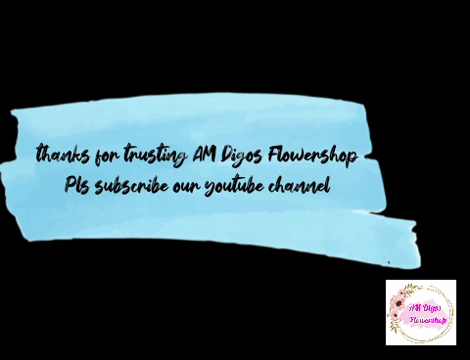 thanks for trusting AM Digos Flowershop
Pls subscribe our youtube channel
AM Digos
Flowershop